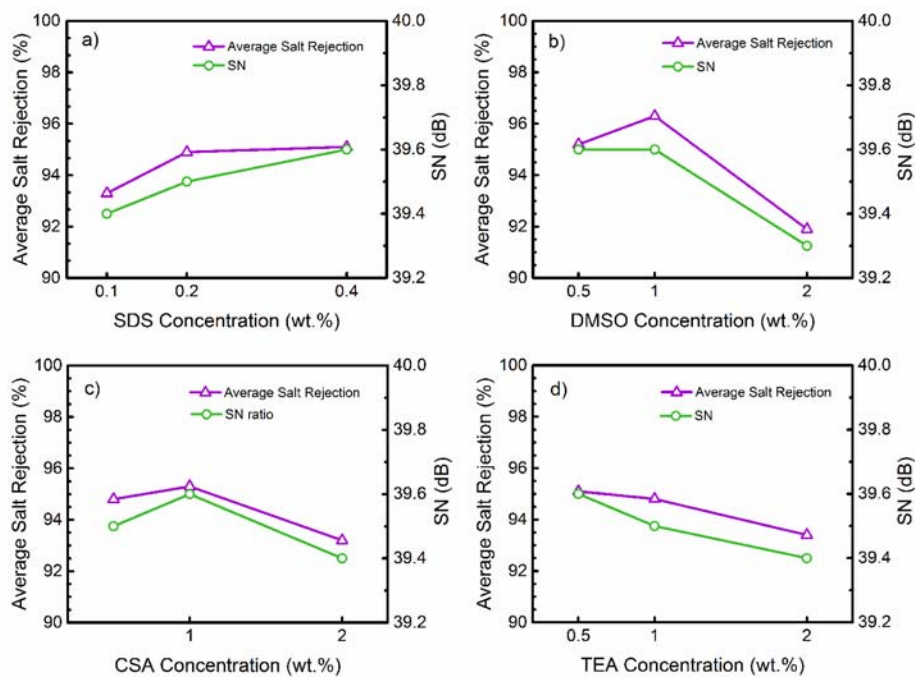 a)
Average Salt Rejection
SN
100
98
96
94
92
90
Average Salt Rejection (%)
40.0
39.8
39.6
39.4
39.2
SN (dB)
0.1 0.2 0.4
SDS Concentration (wt.%)
b)
Average Salt Rejection
SN
100
98
96
94
92
90
Average Salt Rejection (%)
40.0
39.8
39.6
39.4
39.2
SN (dB)
0.5 1 2
DMSO Concentration (wt.%)
c)
Average Salt Rejection
SN ratio
100
98
96
94
92
90
Average Salt Rejection (%)
40.0
39.8
39.6
39.4
39.2
SN (dB)
1 2
CSA Concentration (wt.%)
d)
Average Salt Rejection
SN
100
98
96
94
92
90
Average Salt Rejection (%)
40.0
39.8
39.6
39.4
39.2
SN (dB)
0.5 1 2
TEA Concentration (wt.%)